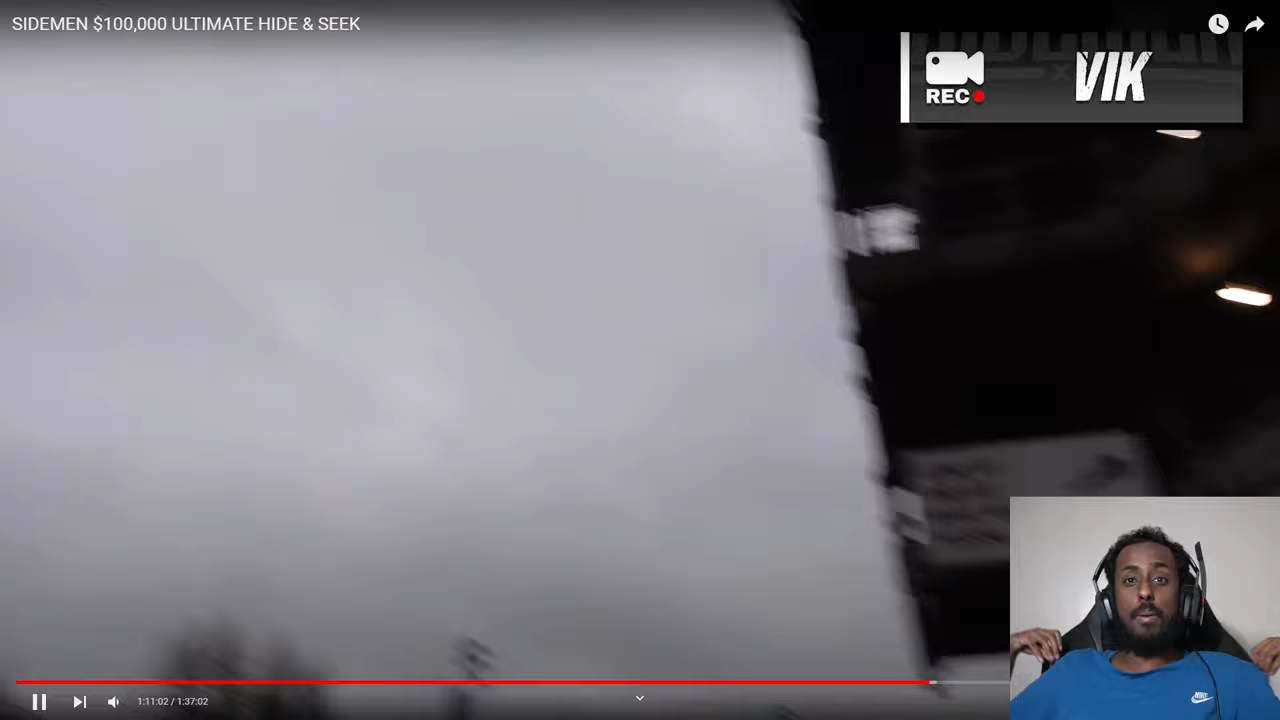 SIDEMEN $100,000 ULTIMATE HIDE & SEEK
REC
VIK
1:11:02 / 1:37:02